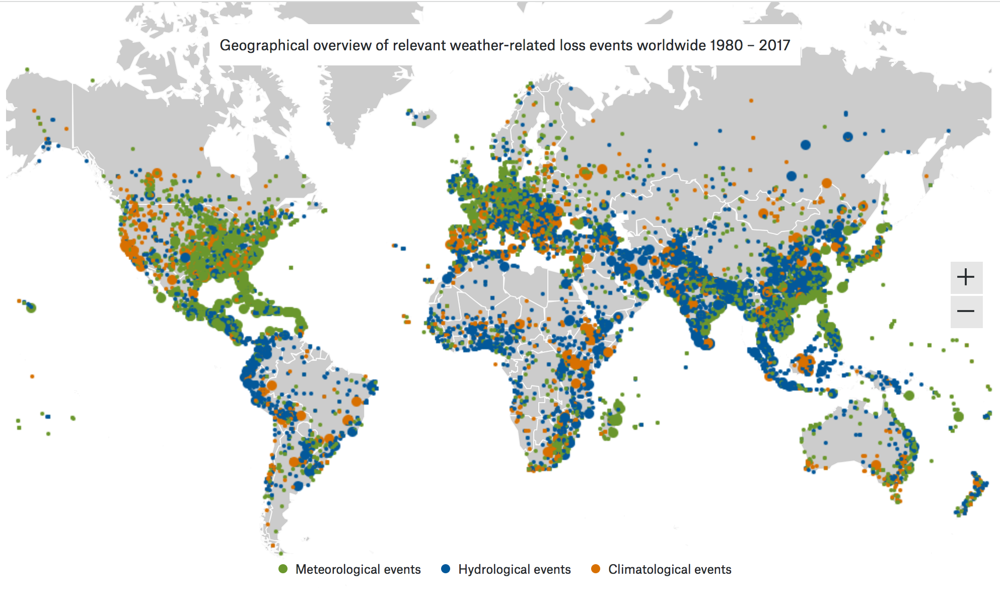 Geographical overview of relevant weather-related loss events worldwide 1980 – 2017
+
−
Meteorological events
Hydrological events
Climatological events